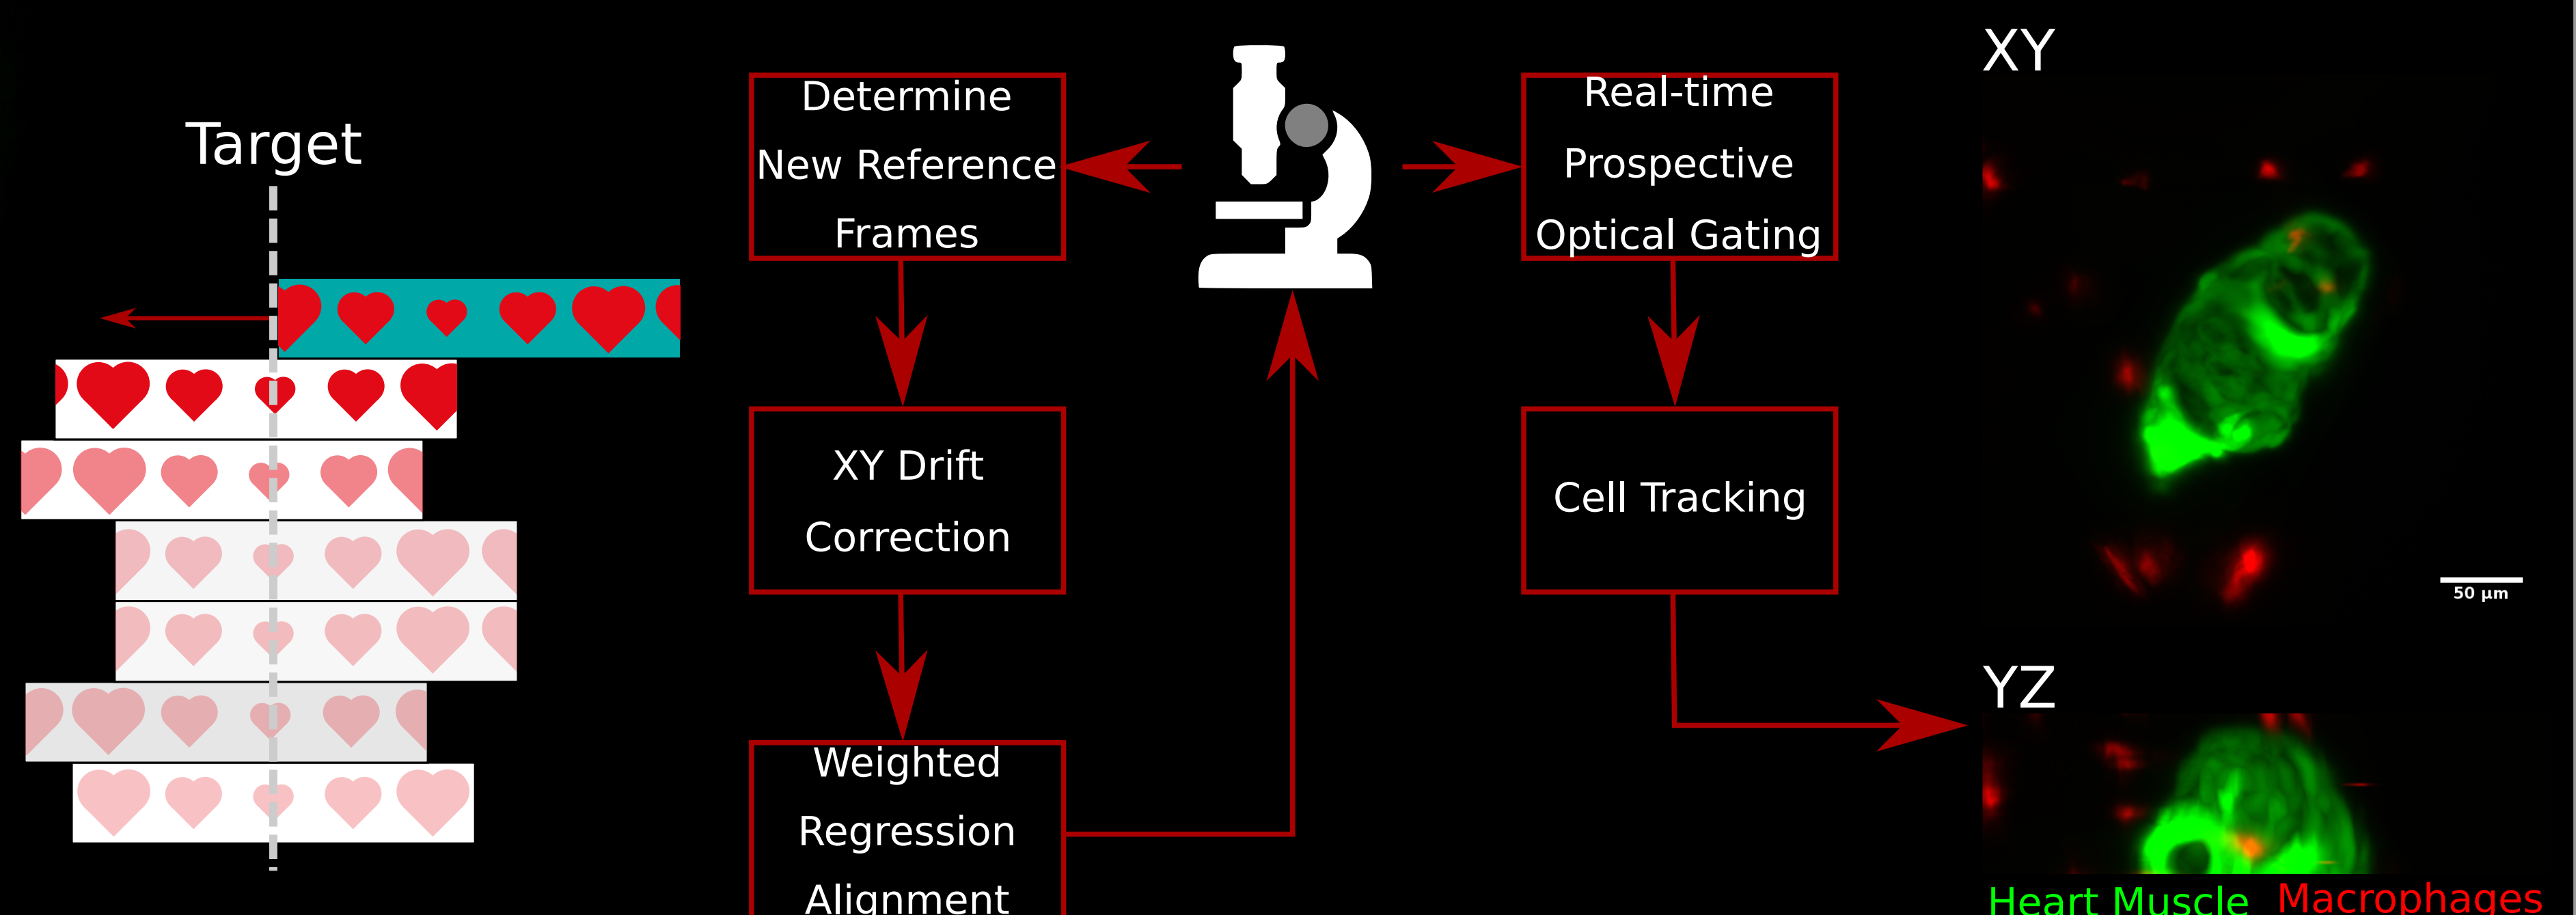 Target
Determine
New Reference
Frames
XY Drift
Correction
Weighted
Regression
Alignment
Real-time
Prospective
Optical Gating
Cell Tracking
XY
50 µm
YZ
Heart Muscle
Macrophages